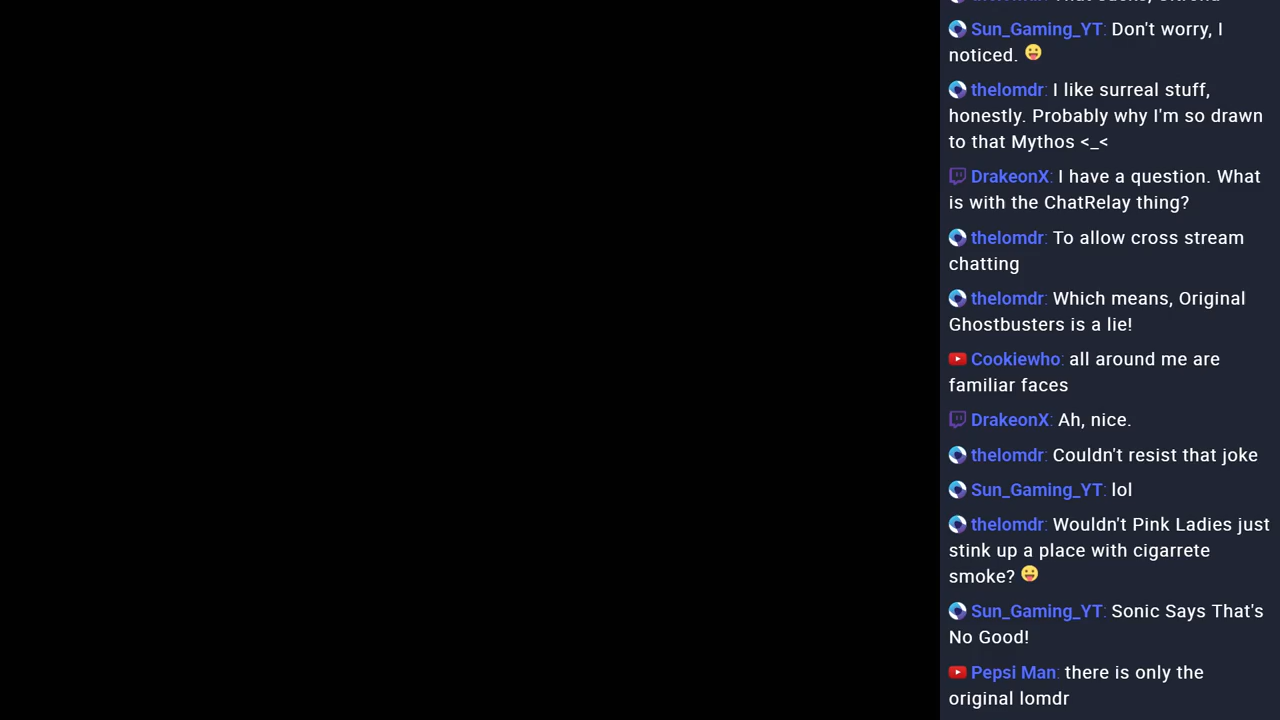 Sun_Gaming_YT: Don't worry, I
noticed.
thelomdr: I like surreal stuff,
honestly. Probably why I'm so drawn
to that Mythos <_<
DrakeonX: I have a question. What
is with the ChatRelay thing?
thelomdr: To allow cross stream
chatting
thelomdr: Which means, Original
Ghostbusters is a lie!
Cookiewho: all around me are
familiar faces
DrakeonX: Ah, nice.
thelomdr: Couldn't resist that joke
Sun_Gaming_YT: lol
thelomdr: Wouldn't Pink Ladies just
stink up a place with cigarrete
smoke?
Sun_Gaming_YT: Sonic Says That's
No Good!
Pepsi Man: there is only the
original lomdr